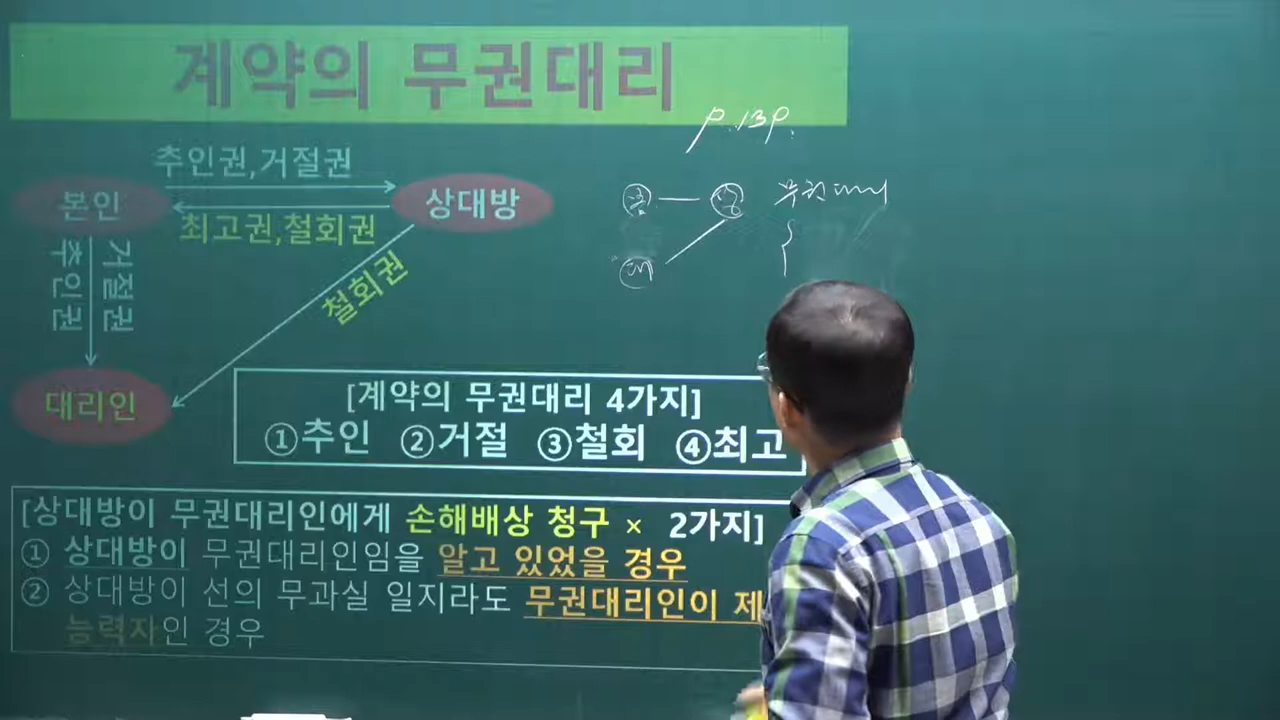 계약의 무권대리
p.13p.
추인권,거절권
본인
상대방
최고권,철회권
거절권
추인권
철회권
대리인
무권대리
[계약의 무권대리 4가지]
①추인 ②거절 ③철회 ④최고
[상대방이 무권대리인에게 손해배상 청구 × 2가지]
① 상대방이 무권대리인임을 알고 있었을 경우
② 상대방이 선의 무과실 일지라도 무권대리인이 제
능력자인 경우